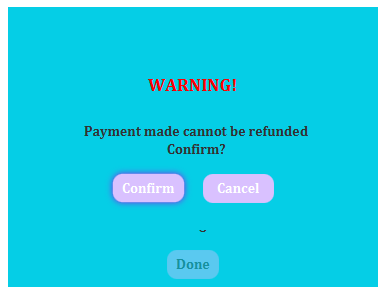 WARNING!
Payment made cannot be refunded
Confirm?
Confirm
Cancel
Done